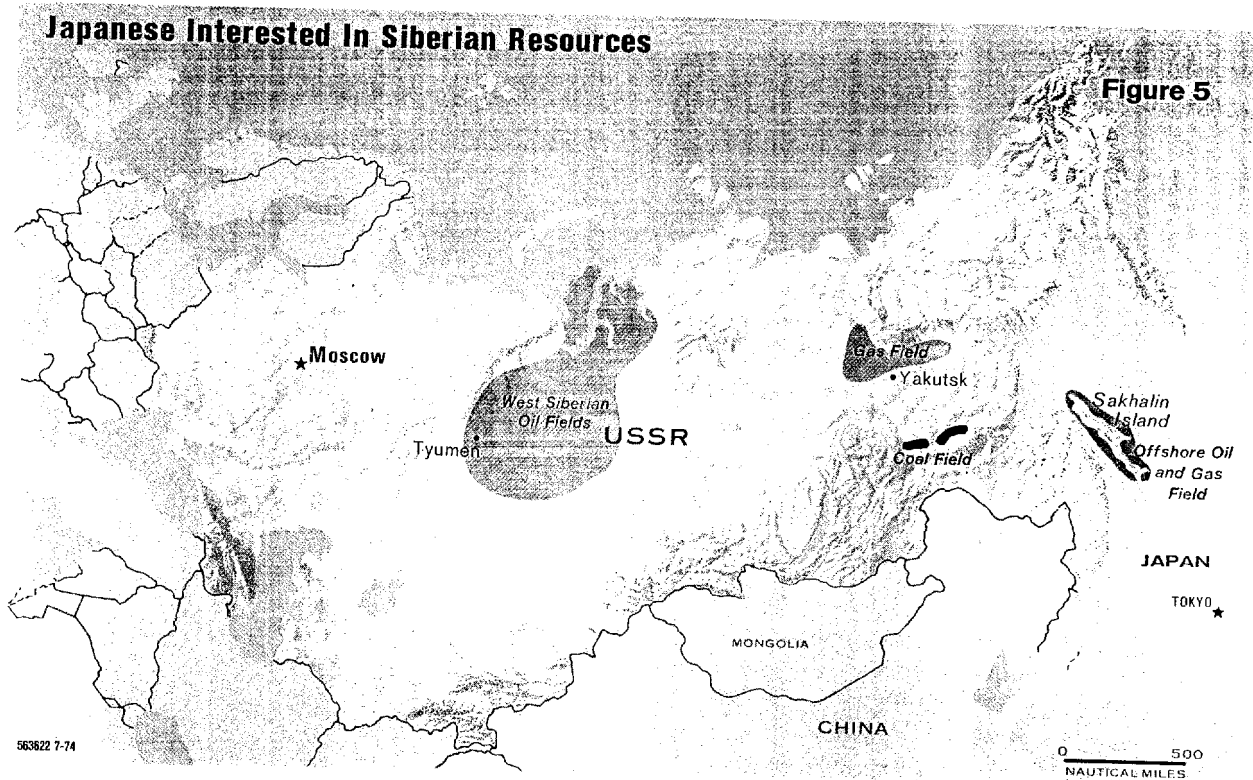 Japanese Interested In Siberian Resources
Figure 5
Moscow
Gas Field
Yakutsk
West Siberian
Oil Fields
USSR
Tyumen
Coal Field
Sakhalin
Island
Offshore Oil
and Gas
Field
JAPAN
TOKYO
MONGOLIA
CHINA
563622 7-74
0 500
NAUTICAL MILES